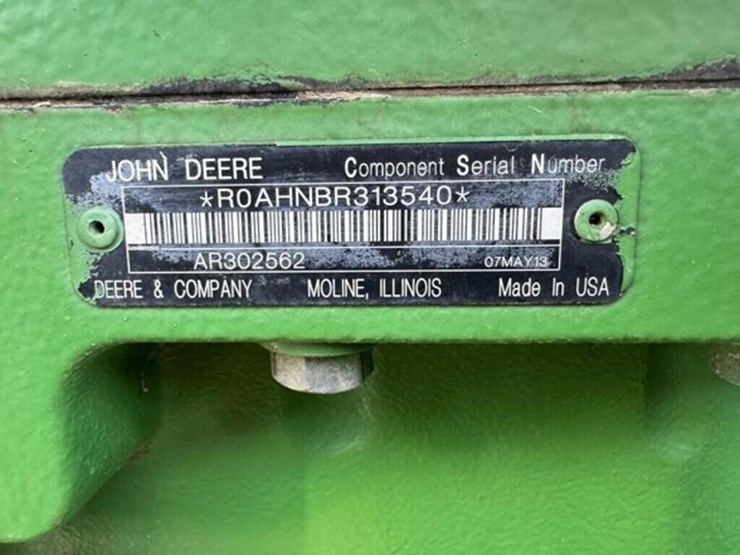 JOHN DEERE Component Serial Number
*R0AHNBR313540*
AR302562 07MAY13
DEERE & COMPANY MOLINE, ILLINOIS Made In USA